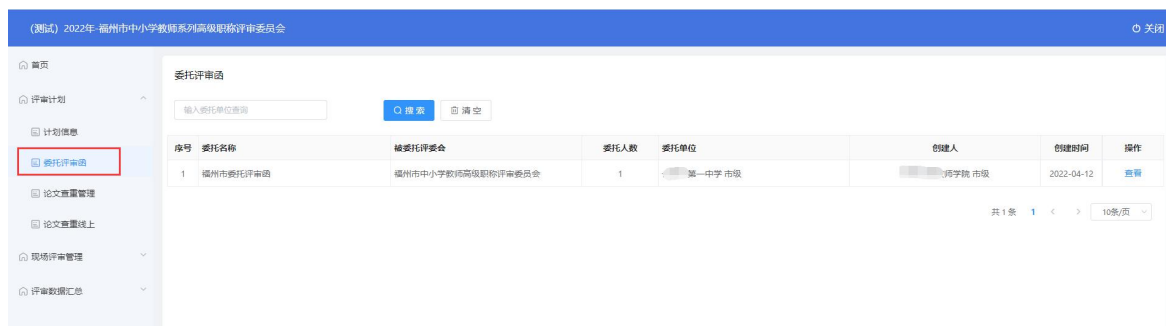 (测试) 2022年-福州市中小学教师系列高级职称评审委员会
关闭
首页
评审计划
计划信息
委托评审函
论文查重管理
论文查重线上
现场评审管理
评审数据汇总
委托评审函
输入委托单位查询
搜索
清空
序号 委托名称 被委托评委会 委托人数 委托单位 创建人 创建时间 操作
1 福州市委托评审函 福州市中小学教师高级职称评审委员会 1 第一中学 市级 师学院 市级 2022-04-12 查看
共1条 1 < > 10条/页